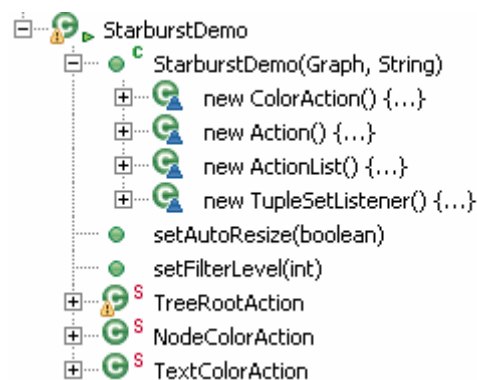 StarburstDemo
C StarburstDemo(Graph, String)
C new ColorAction() {...}
C new Action() {...}
C new ActionList() {...}
C new TupleSetListener() {...}
setAutoResize(boolean)
setFilterLevel(int)
C S TreeRootAction
C S NodeColorAction
C S TextColorAction